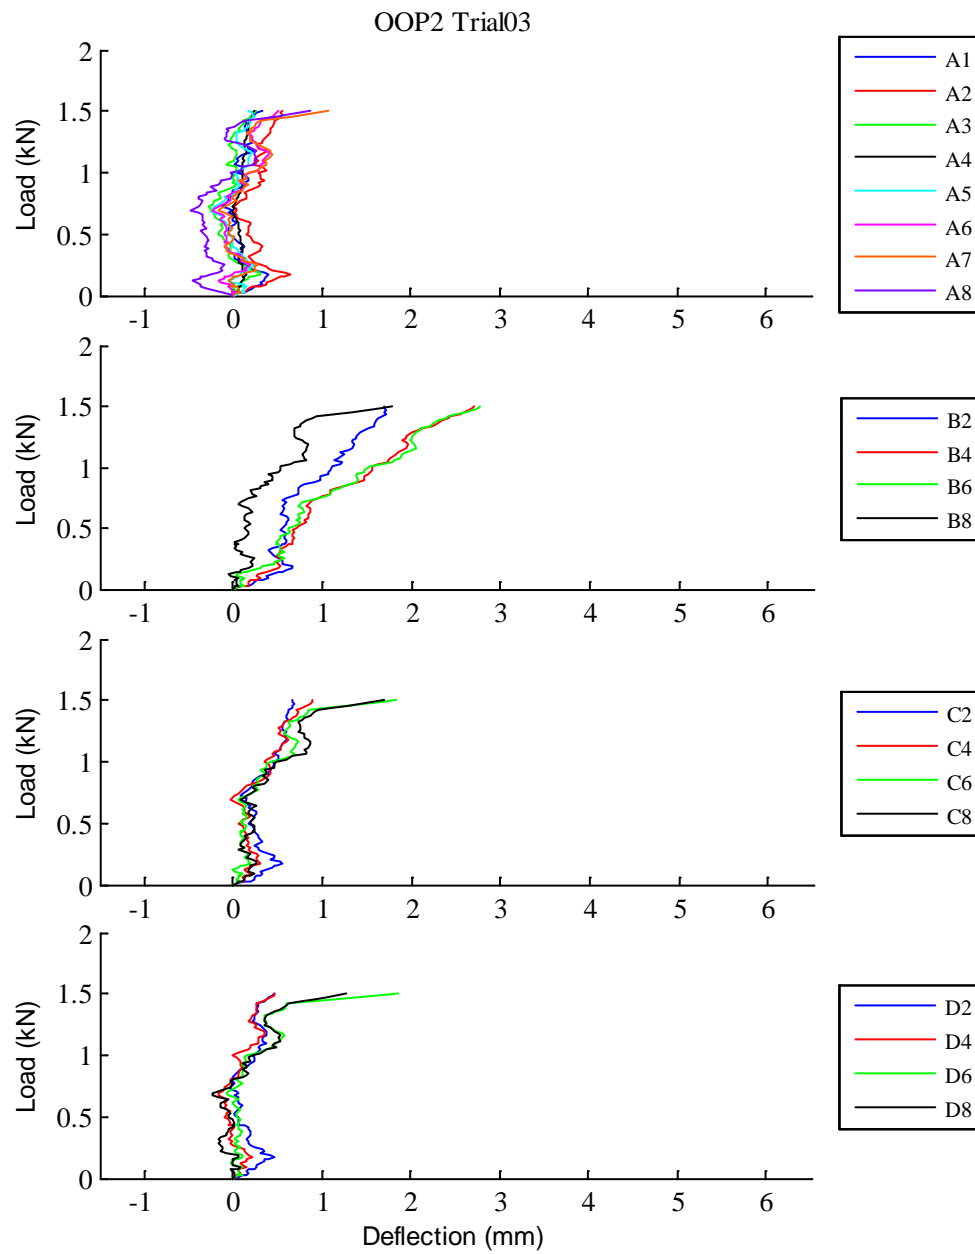 OOP2 Trial03
2
1.5
1
0.5
0
Load (kN)
-1 0 1 2 3 4 5 6
A1
A2
A3
A4
A5
A6
A7
A8
2
1.5
1
0.5
0
Load (kN)
-1 0 1 2 3 4 5 6
B2
B4
B6
B8
2
1.5
1
0.5
0
Load (kN)
-1 0 1 2 3 4 5 6
C2
C4
C6
C8
2
1.5
1
0.5
0
Load (kN)
-1 0 1 2 3 4 5 6
Deflection (mm)
D2
D4
D6
D8